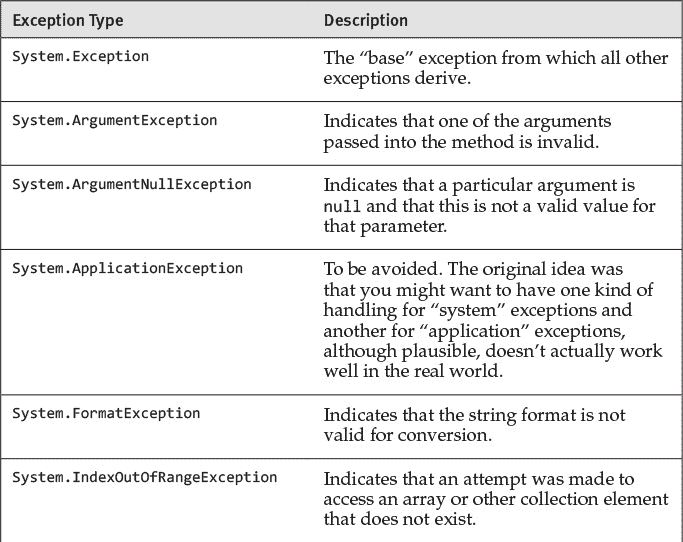 Exception Type Description
System.Exception The “base” exception from which all other
exceptions derive.
System.ArgumentException Indicates that one of the arguments
passed into the method is invalid.
System.ArgumentNullException Indicates that a particular argument is
null and that this is not a valid value for
that parameter.
System.ApplicationException To be avoided. The original idea was
that you might want to have one kind of
handling for “system” exceptions and
another for “application” exceptions,
although plausible, doesn’t actually work
well in the real world.
System.FormatException Indicates that the string format is not
valid for conversion.
System.IndexOutOfRangeException Indicates that an attempt was made to
access an array or other collection element
that does not exist.